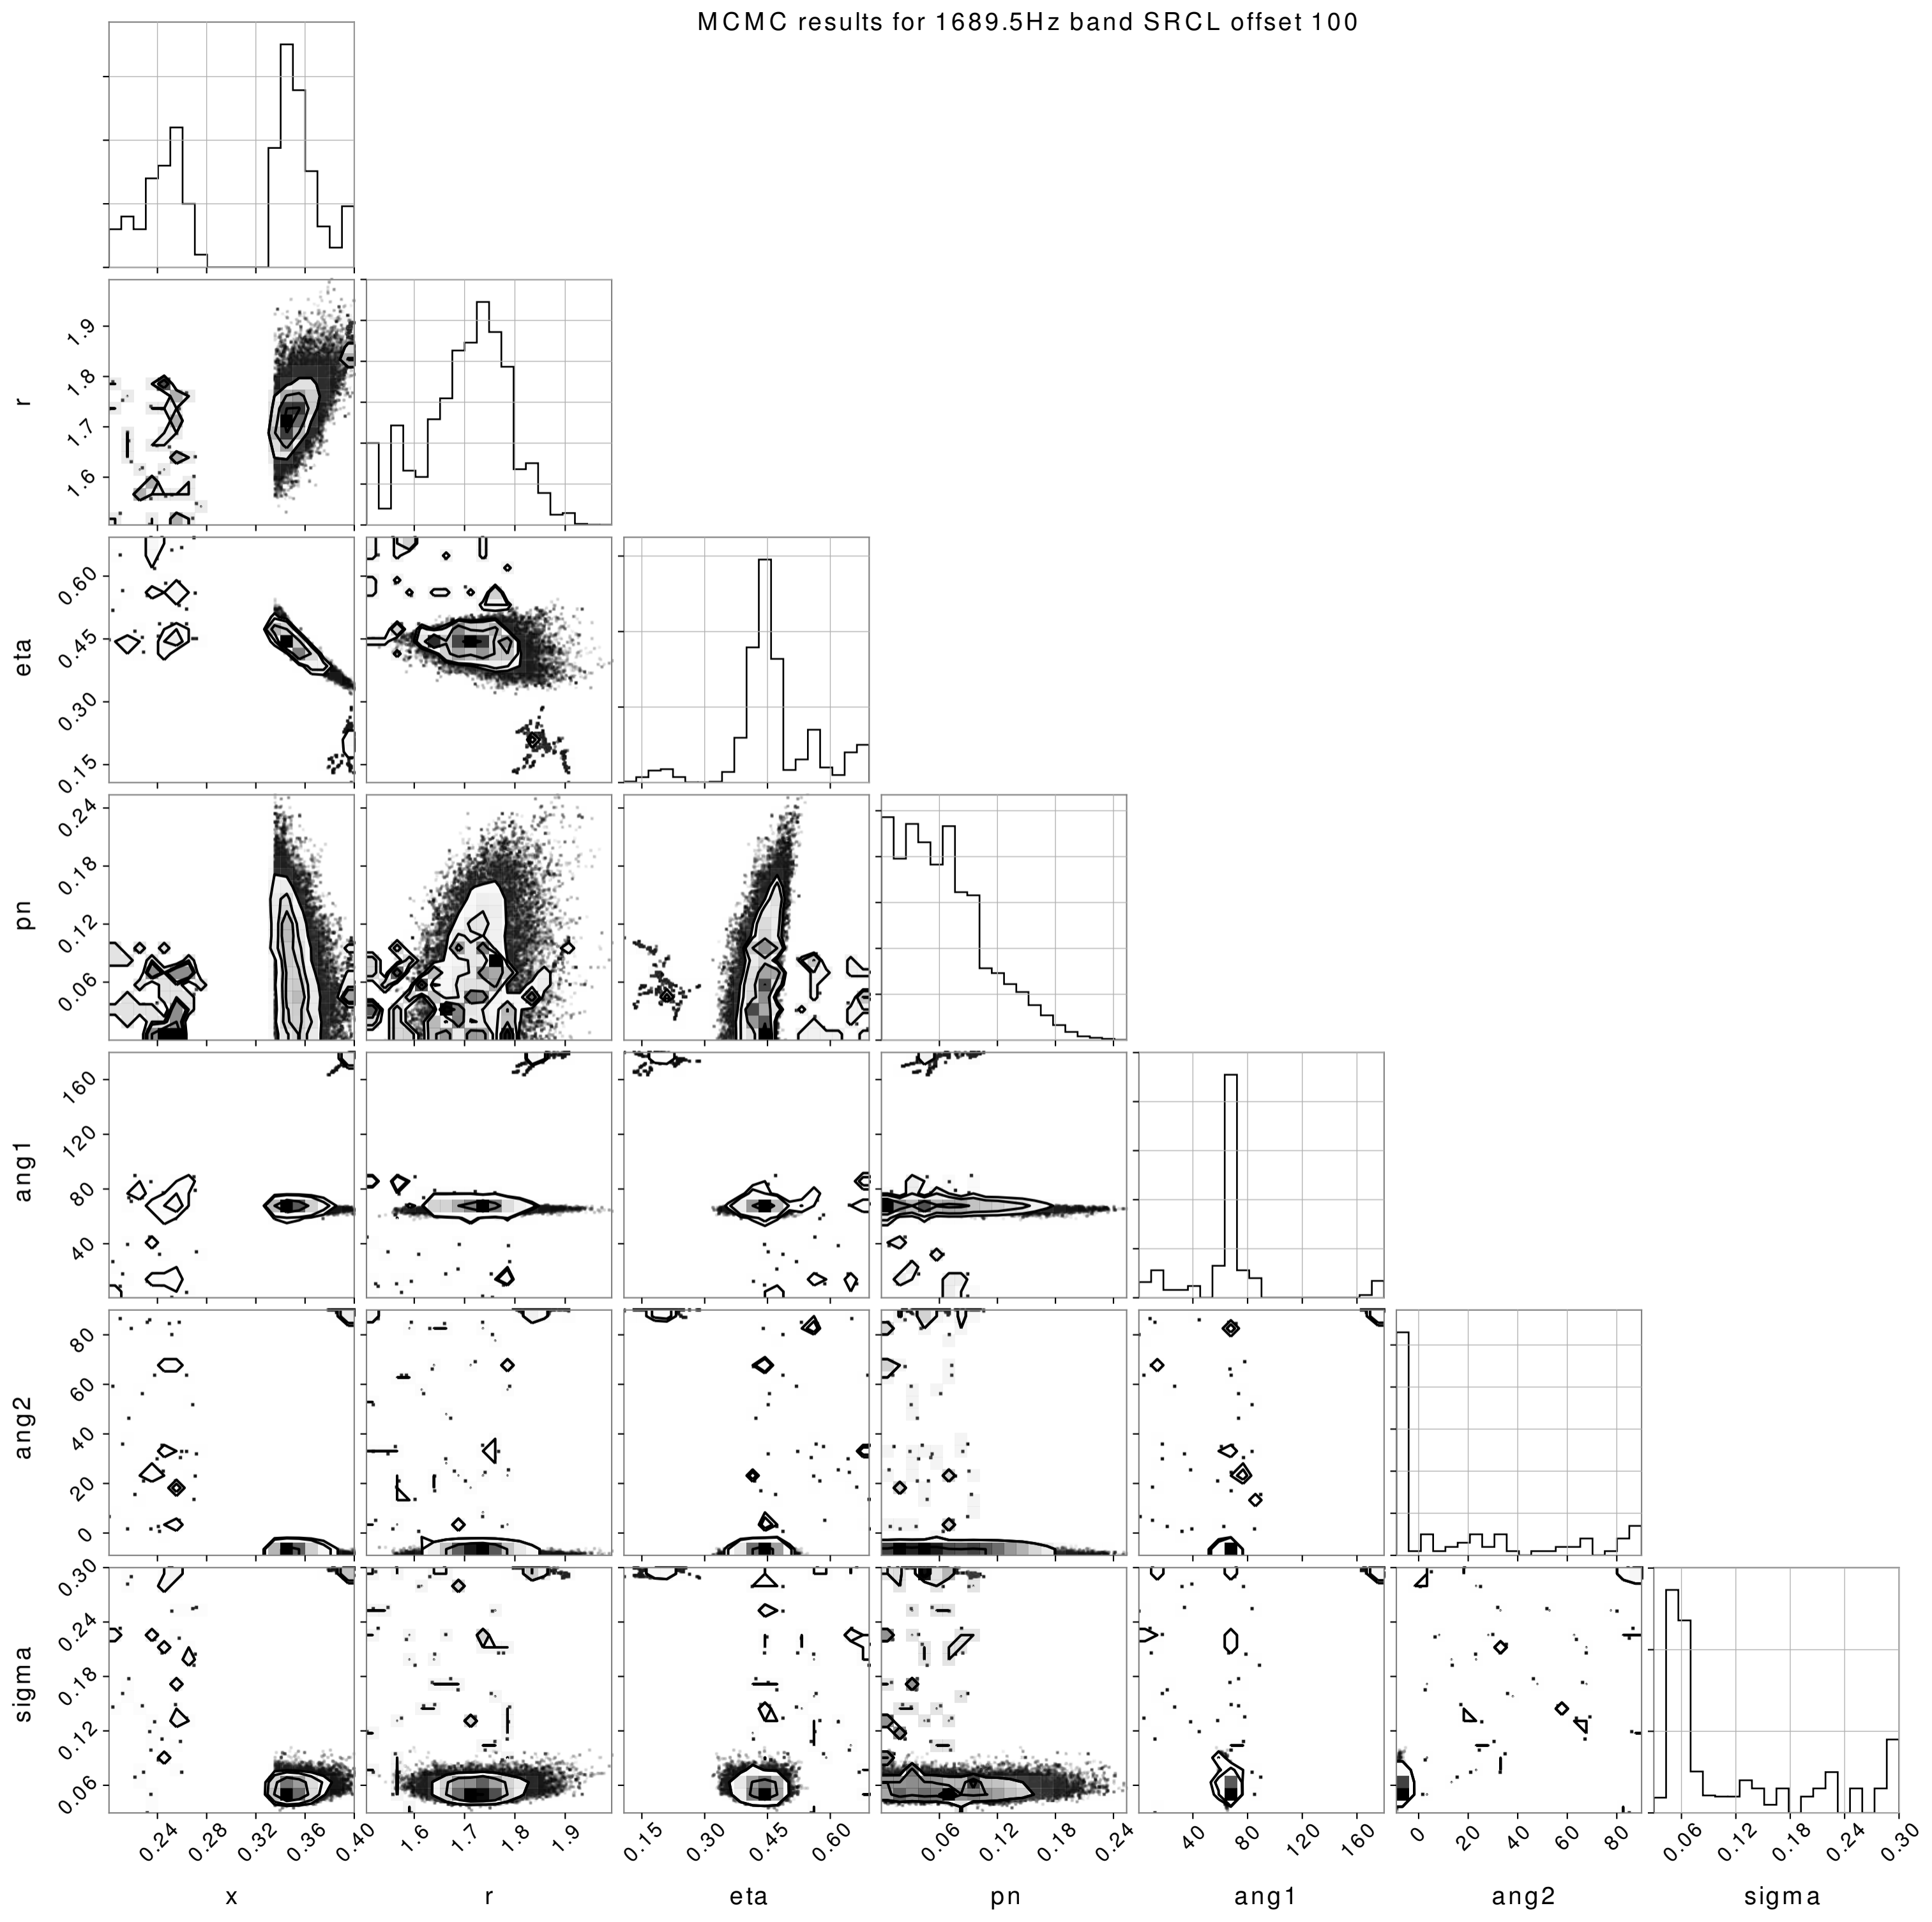 MCMC results for 1689.5Hz band SRCL offset 100
r
1.9
1.8
1.7
1.6
eta
0.60
0.45
0.30
0.15
pn
0.24
0.18
0.12
0.06
ang1
160
120
80
40
ang2
80
60
40
20
0
sigma
0.30
0.24
0.18
0.12
0.06
0.24 0.28 0.32 0.36 0.40 1.6 1.7 1.8 1.9 0.15 0.30 0.45 0.60 0.06 0.12 0.18 0.24 40 80 120 160 0 20 40 60 80 0.06 0.12 0.18 0.24 0.30
x r eta pn ang1 ang2 sigma